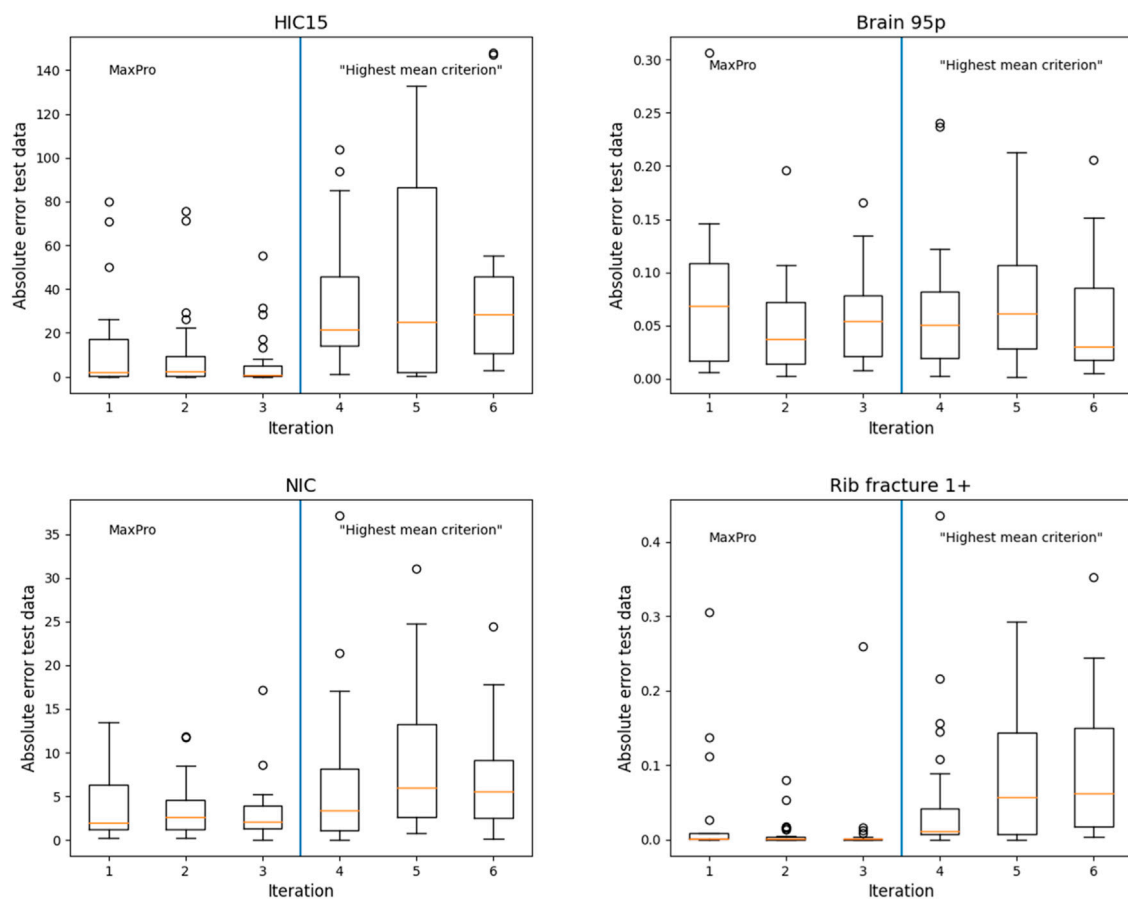 HIC15
Absolute error test data
140
120
100
80
60
40
20
0
MaxPro
"Highest mean criterion"
1 2 3 4 5 6
Iteration
Brain 95p
Absolute error test data
0.30
0.25
0.20
0.15
0.10
0.05
0.00
MaxPro
"Highest mean criterion"
1 2 3 4 5 6
Iteration
NIC
Absolute error test data
35
30
25
20
15
10
5
0
MaxPro
"Highest mean criterion"
1 2 3 4 5 6
Iteration
Rib fracture 1+
Absolute error test data
0.4
0.3
0.2
0.1
0.0
MaxPro
"Highest mean criterion"
1 2 3 4 5 6
Iteration